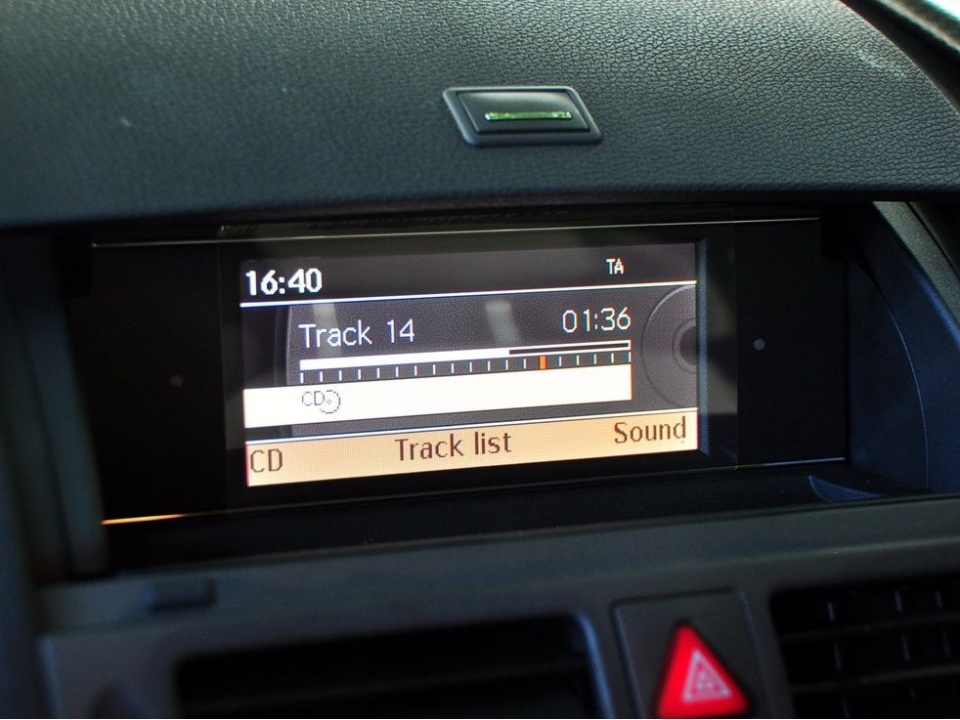 16:40 TA
Track 14 01:36
CD
CD Track list Sound